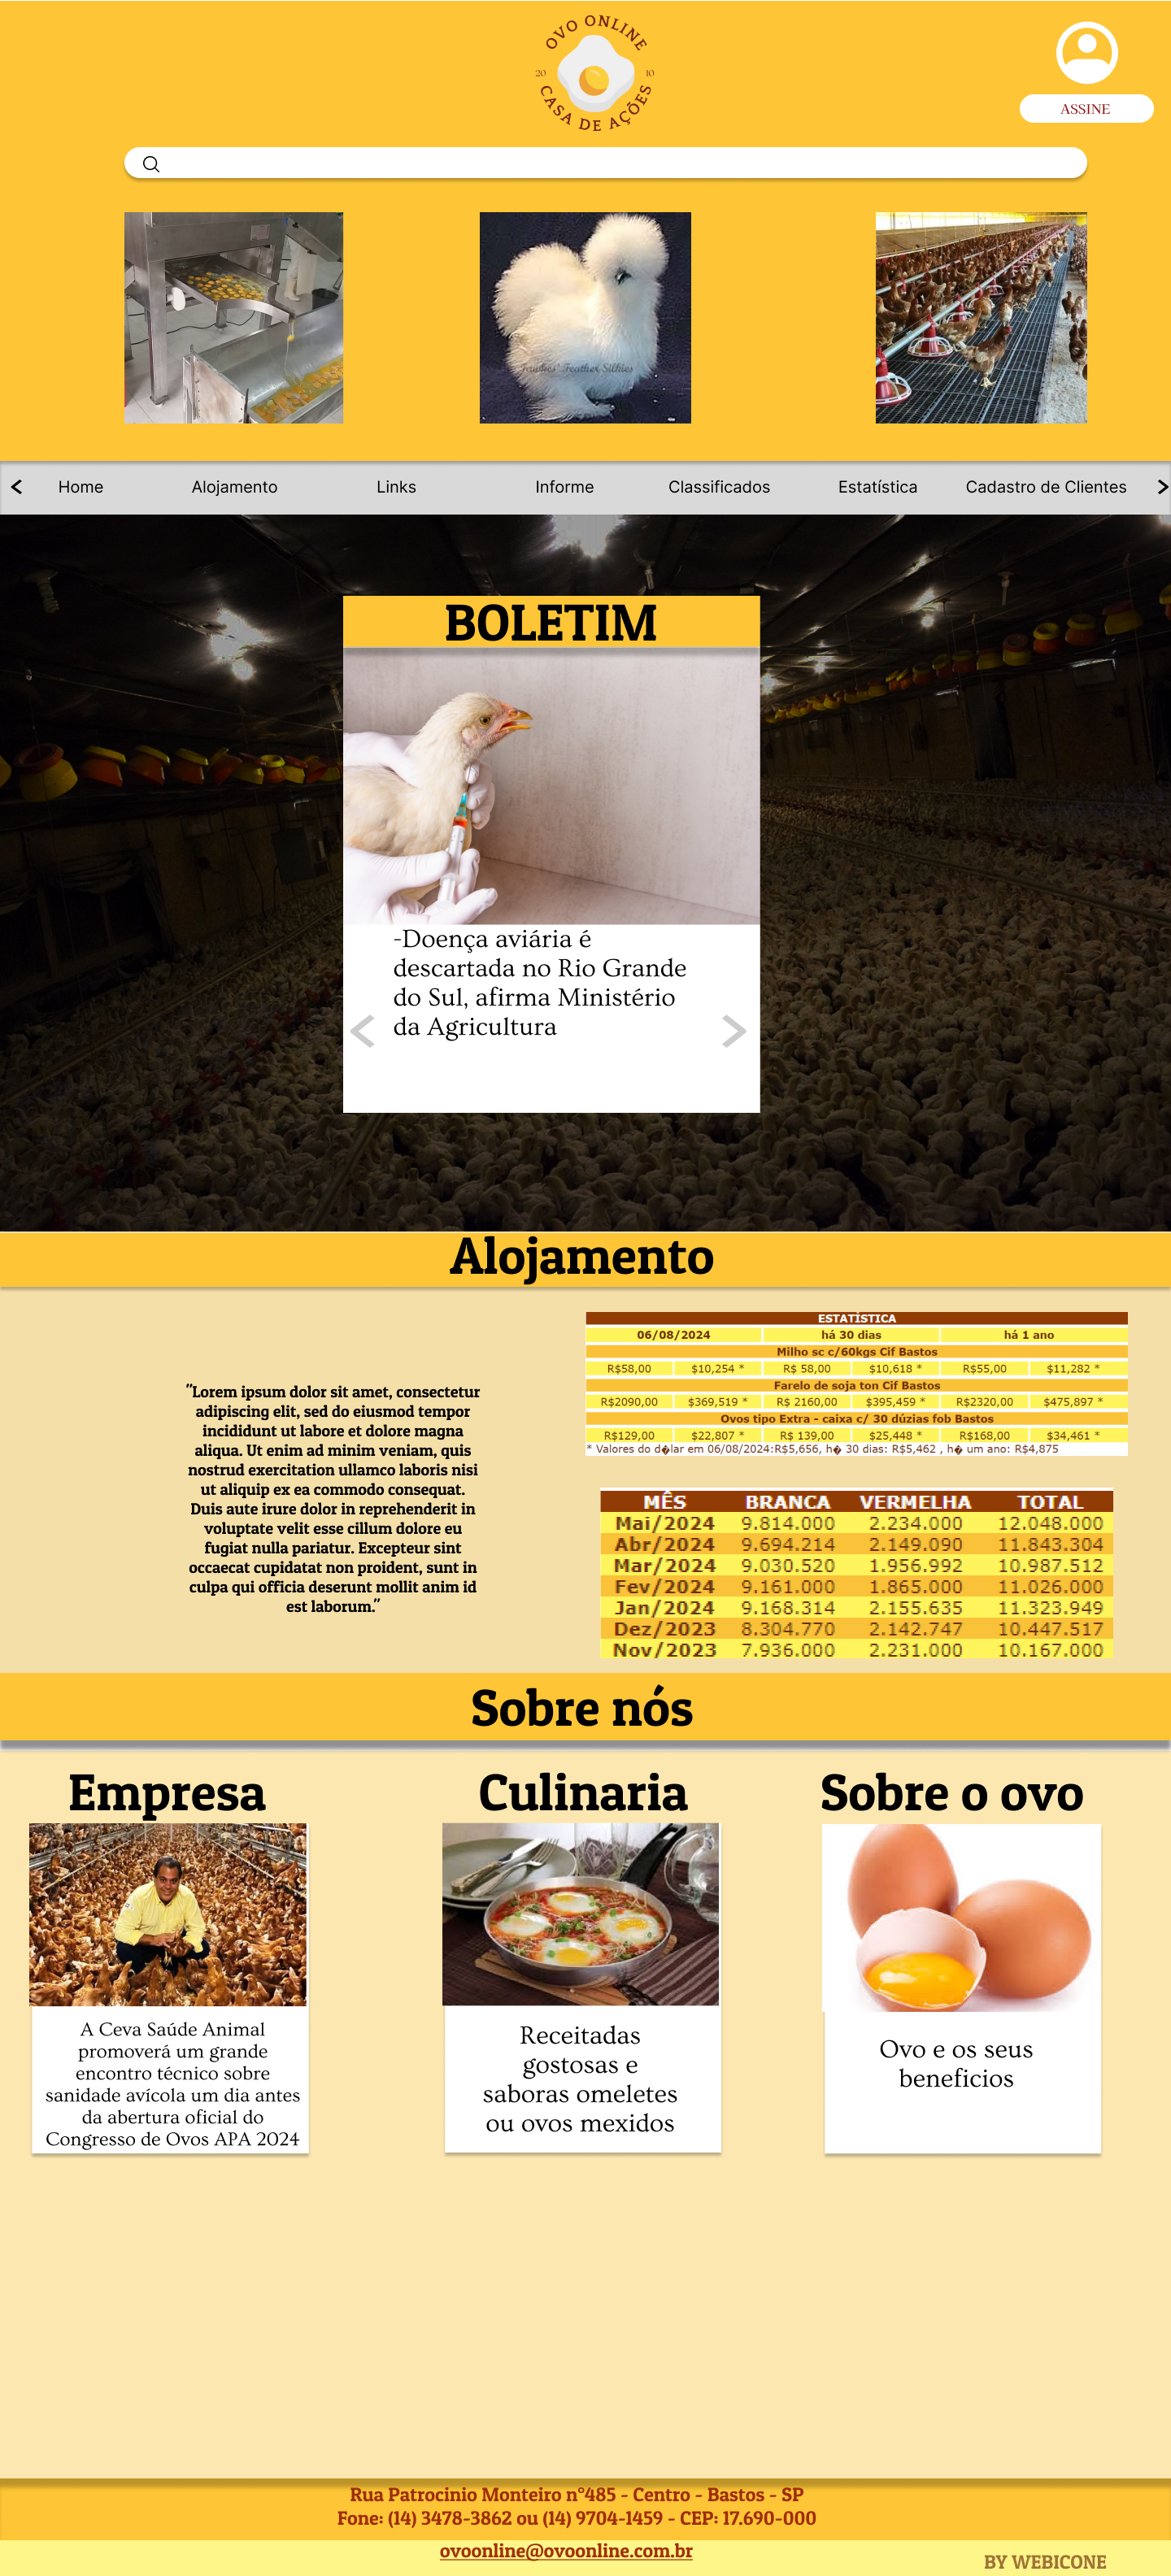 OVO ONLINE
20 10
CASA DE AÇÕES
ASSINE
Fawkes' Feather Silkies
Home Alojamento Links Informe Classificados Estatística Cadastro de Clientes
BOLETIM
-Doença aviária é
descartada no Rio Grande
do Sul, afirma Ministério
da Agricultura
Alojamento
"Lorem ipsum dolor sit amet, consectetur
adipiscing elit, sed do eiusmod tempor
incididunt ut labore et dolore magna
aliqua. Ut enim ad minim veniam, quis
nostrud exercitation ullamco laboris nisi
ut aliquip ex ea commodo consequat.
Duis aute irure dolor in reprehenderit in
voluptate velit esse cillum dolore eu
fugiat nulla pariatur. Excepteur sint
occaecat cupidatat non proident, sunt in
culpa qui officia deserunt mollit anim id
est laborum."
ESTATÍSTICA
06/08/2024 há 30 dias há 1 ano
Milho sc c/60kgs Cif Bastos
R$58,00 $10,254 * R$ 58,00 $10,618 * R$55,00 $11,282 *
Farelo de soja ton Cif Bastos
R$2090,00 $369,519 * R$ 2160,00 $395,459 * R$2320,00 $475,897 *
Ovos tipo Extra - caixa c/ 30 dúzias fob Bastos
R$129,00 $22,807 * R$ 139,00 $25,448 * R$168,00 $34,461 *
* Valores do d�lar em 06/08/2024:R$5,656, h� 30 dias: R$5,462 , h� um ano: R$4,875
MÊS BRANCA VERMELHA TOTAL
Mai/2024 9.814.000 2.234.000 12.048.000
Abr/2024 9.694.214 2.149.090 11.843.304
Mar/2024 9.030.520 1.956.992 10.987.512
Fev/2024 9.161.000 1.865.000 11.026.000
Jan/2024 9.168.314 2.155.635 11.323.949
Dez/2023 8.304.770 2.142.747 10.447.517
Nov/2023 7.936.000 2.231.000 10.167.000
Sobre nós
Empresa
A Ceva Saúde Animal
promoverá um grande
encontro técnico sobre
sanidade avícola um dia antes
da abertura oficial do
Congresso de Ovos APA 2024
Culinaria
Receitadas
gostosas e
saboras omeletes
ou ovos mexidos
Sobre o ovo
Ovo e os seus
beneficios
Rua Patrocinio Monteiro nº485 - Centro - Bastos - SP
Fone: (14) 3478-3862 ou (14) 9704-1459 - CEP: 17.690-000
ovoonline@ovoonline.com.br
BY WEBICONE